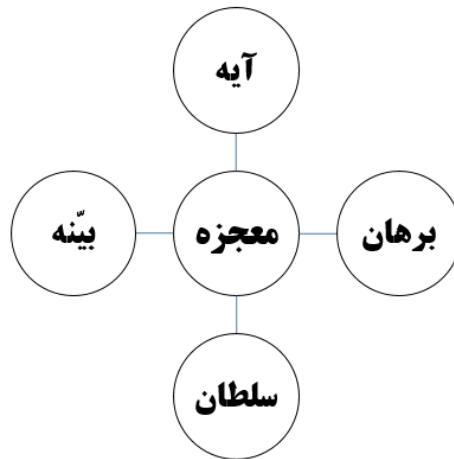 آیه
برهان
معجزه
بیّنه
سلطان